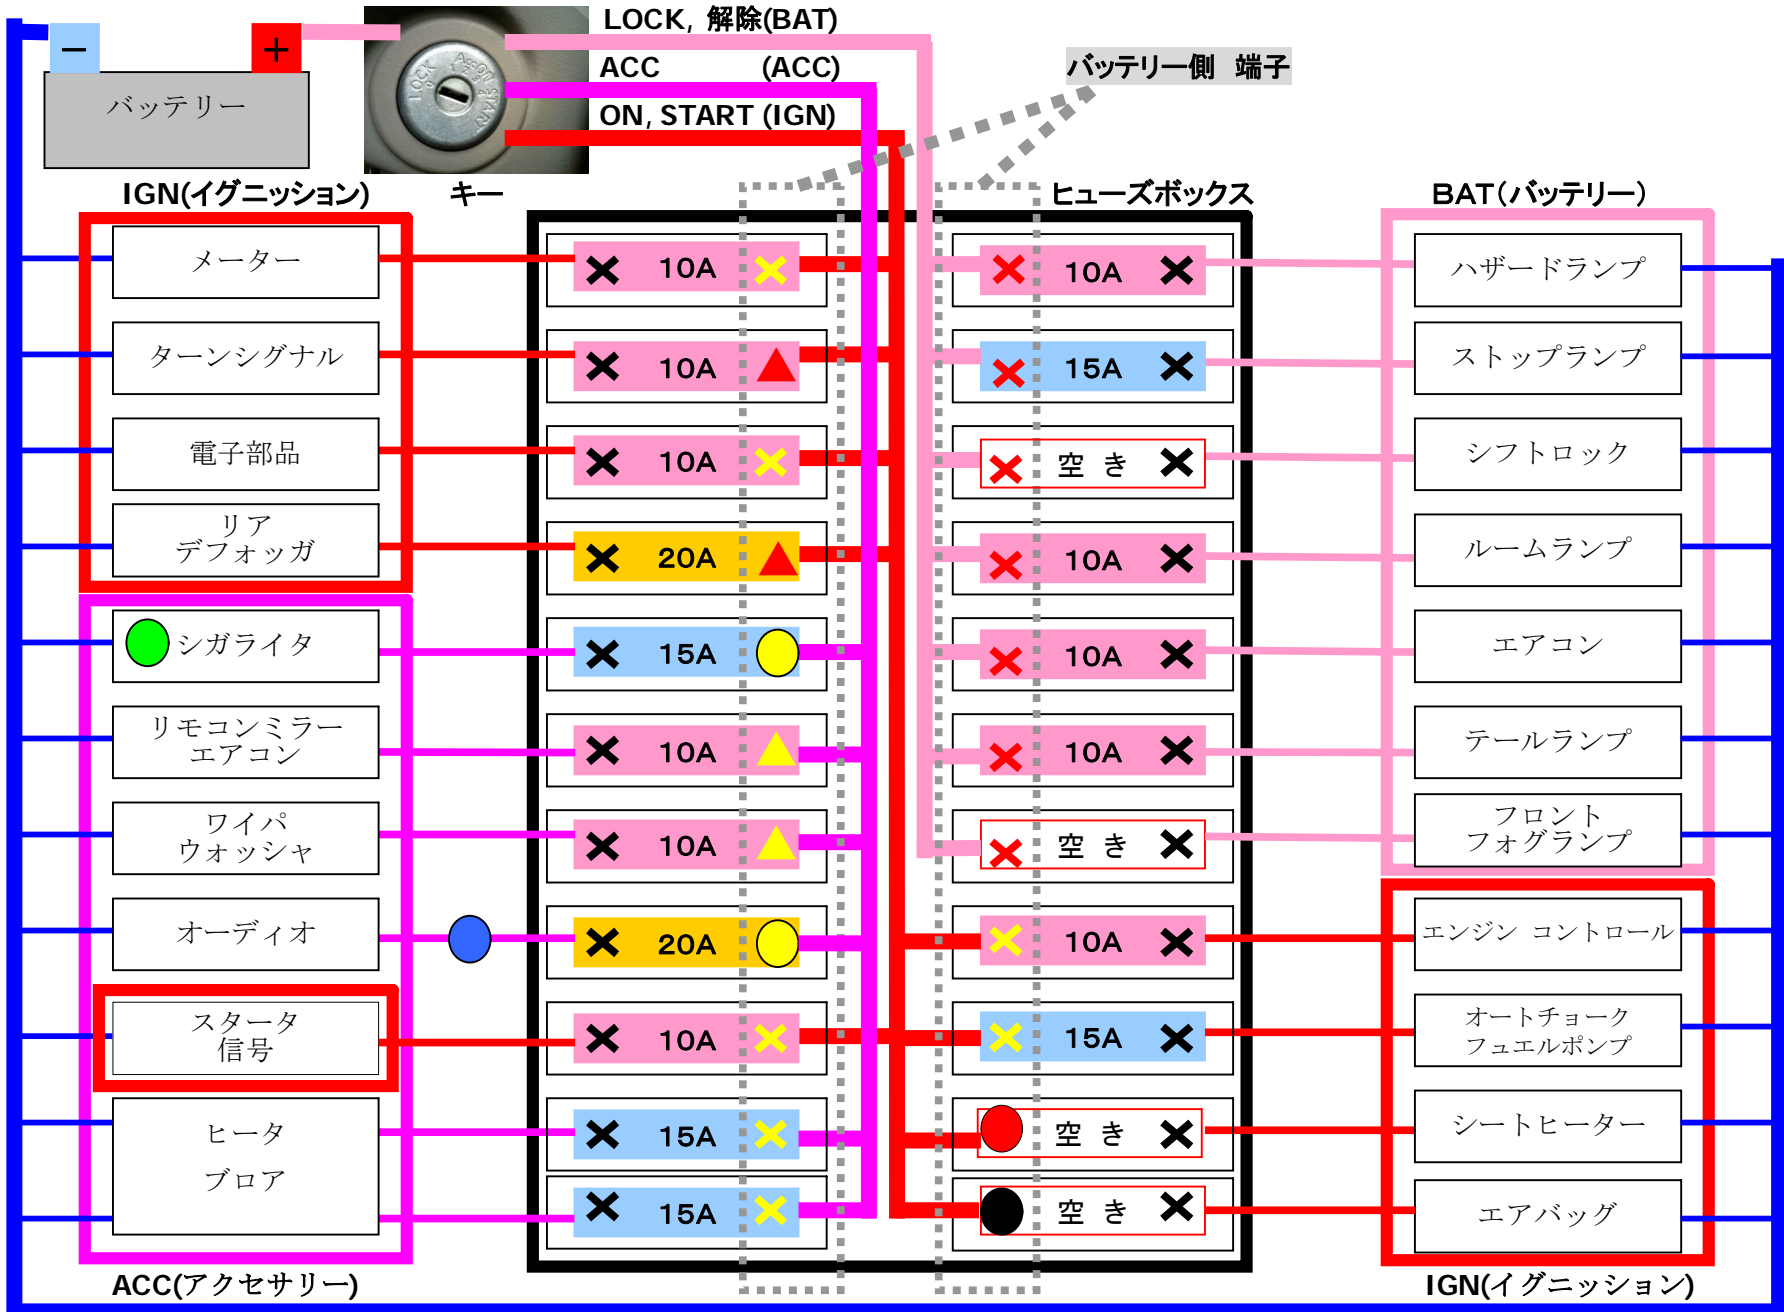 LOCK, 解除(BAT)
ACC (ACC)
ON, START (IGN)
バッテリー側 端子
－
＋
バッテリー
LOCK
ACC
ON
START
IGN(イグニッション)
キー
ヒューズボックス
BAT(バッテリー)
メーター
10A
10A
ハザードランプ
ターンシグナル
10A
15A
ストップランプ
電子部品
10A
空 き
シフトロック
リア
デフォッガ
20A
10A
ルームランプ
シガライタ
15A
10A
エアコン
リモコンミラー
エアコン
10A
10A
テールランプ
ワイパ
ウォッシャ
10A
空 き
フロント
フォグランプ
オーディオ
20A
10A
エンジン コントロール
スタータ
信号
10A
15A
オートチョーク
フュエルポンプ
ヒータ
ブロア
15A
空 き
シートヒーター
15A
空 き
エアバッグ
ACC(アクセサリー)
IGN(イグニッション)